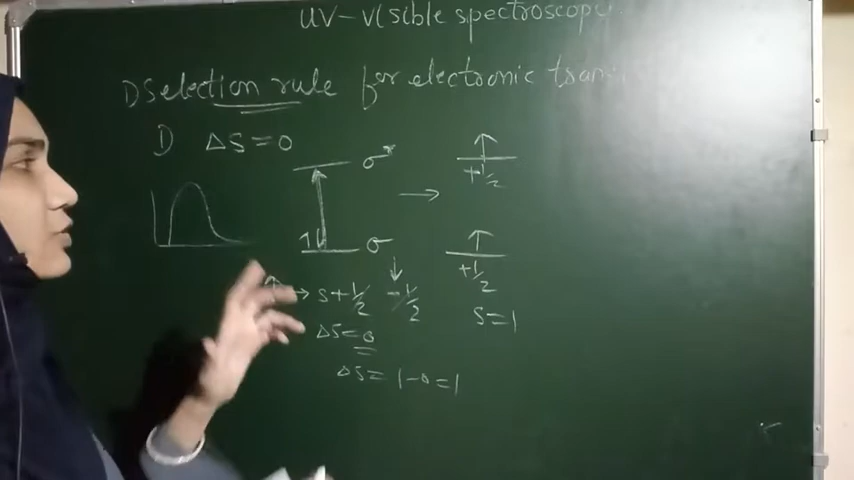 UV-Visible spectroscopy
Selection rule for electronic
1) ΔS=0
σ*
→ ↑ +1/2
1↓ σ
↑ +1/2
↑ → S+1/2 ↓ -1/2
S=1
ΔS=0
ΔS= 1-0=1